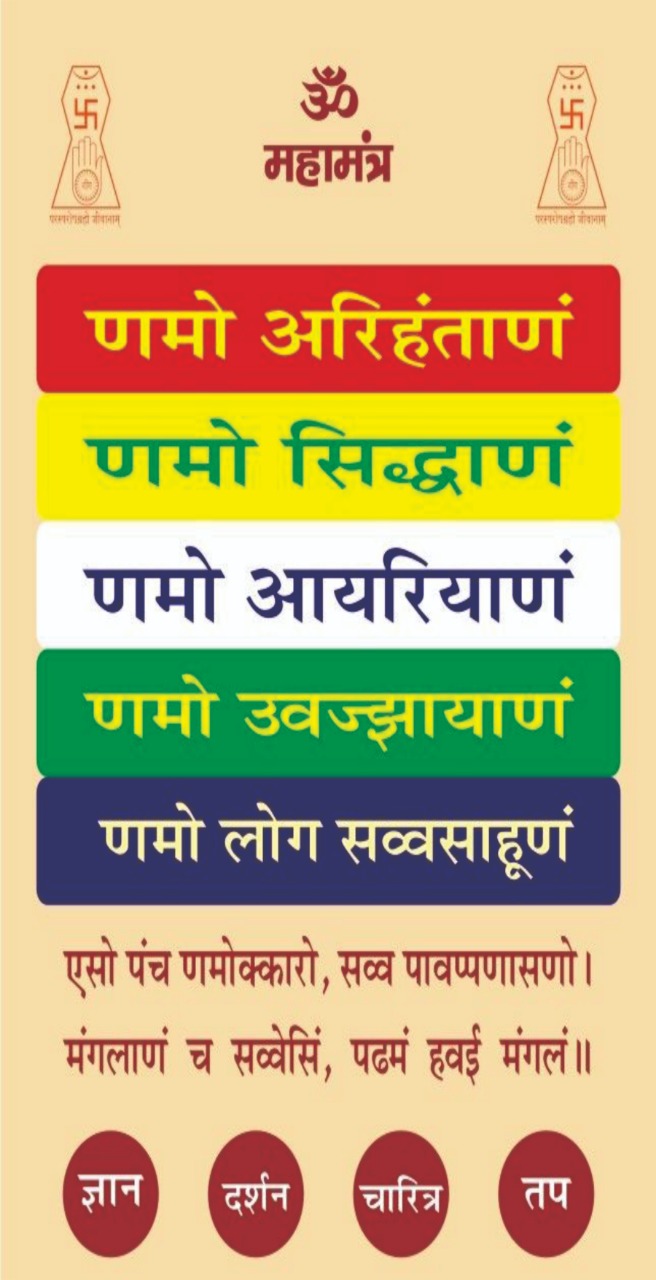 ॐ
महामंत्र
परस्परोपग्रहो जीवानाम्
परस्परोपग्रहो जीवानाम्
णमो अरिहंताणं
णमो सिद्धाणं
णमो आयरियाणं
णमो उवज्झायाणं
णमो लोग सव्वसाहूणं
एसो पंच णमोक्कारो, सव्व पावप्पणासणो।
मंगलाणं च सव्वेसिं, पढमं हवई मंगलं॥
ज्ञान दर्शन चारित्र तप